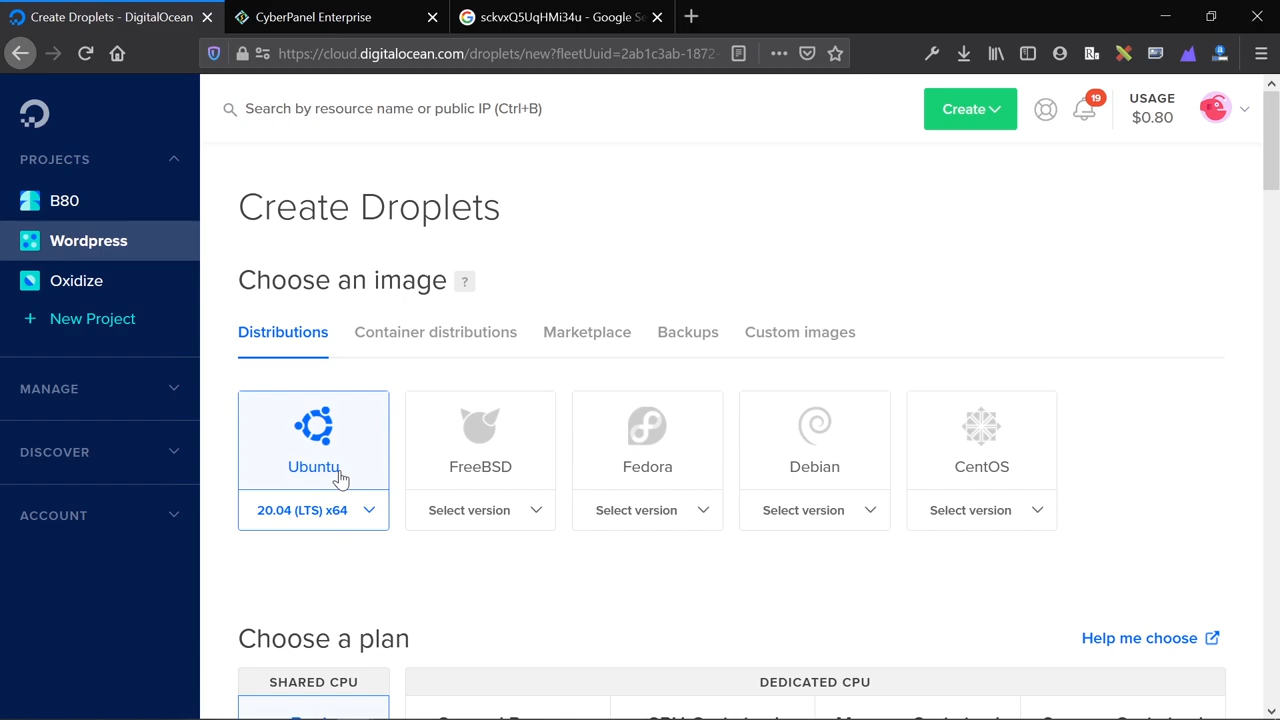 Create Droplets - DigitalOcean
CyberPanel Enterprise
sckvxQ5UqHMi34u - Google Se
https://cloud.digitalocean.com/droplets/new?fleetUuid=2ab1c3ab-1872-
Search by resource name or public IP (Ctrl+B)
Create
19
USAGE
$0.80
PROJECTS
B80
Wordpress
Oxidize
+ New Project
MANAGE
DISCOVER
ACCOUNT
Create Droplets
Choose an image ?
Distributions Container distributions Marketplace Backups Custom images
Ubuntu FreeBSD Fedora Debian CentOS
20.04 (LTS) x64 Select version Select version Select version Select version
Choose a plan
Help me choose
SHARED CPU DEDICATED CPU